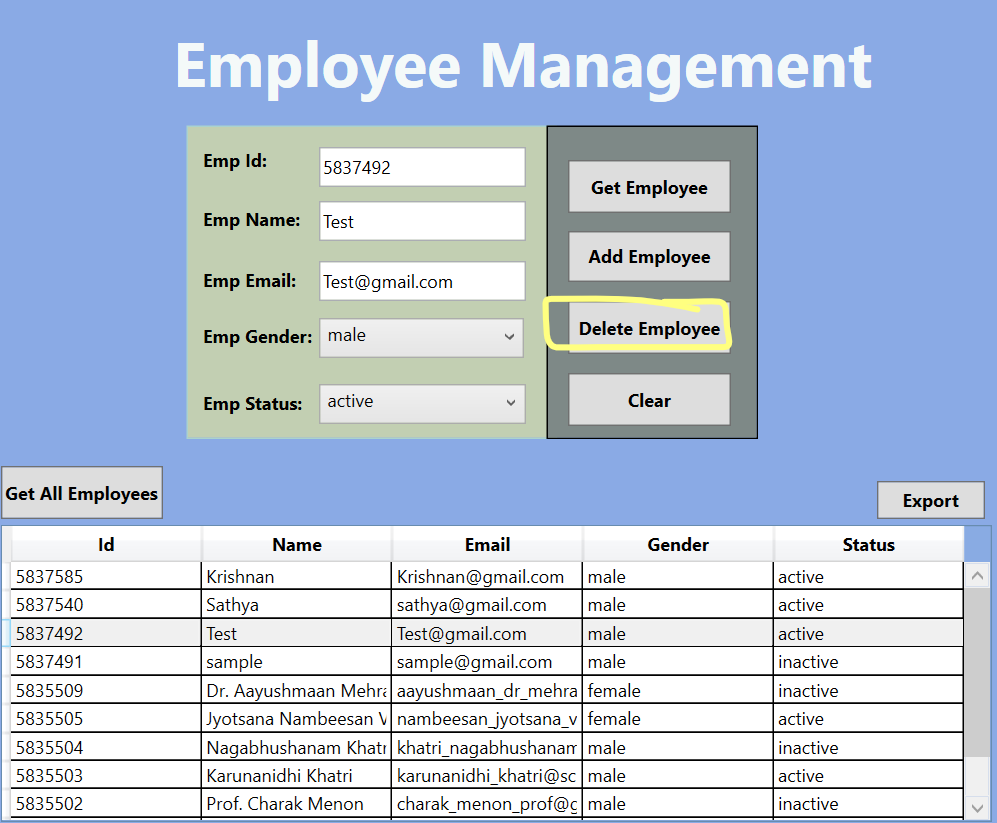 Employee Management
Emp Id: 5837492
Emp Name: Test
Emp Email: Test@gmail.com
Emp Gender: male
Emp Status: active
Get Employee
Add Employee
Delete Employee
Clear
Get All Employees
Export
Id Name Email Gender Status
5837585 Krishnan Krishnan@gmail.com male active
5837540 Sathya sathya@gmail.com male active
5837492 Test Test@gmail.com male active
5837491 sample sample@gmail.com male inactive
5835509 Dr. Aayushmaan Mehra aayushmaan_dr_mehra female inactive
5835505 Jyotsana Nambeesan V nambeesan_jyotsana_v female active
5835504 Nagabhushanam Khatr khatri_nagabhushanam male inactive
5835503 Karunanidhi Khatri karunanidhi_khatri@sc male active
5835502 Prof. Charak Menon charak_menon_prof@g male inactive